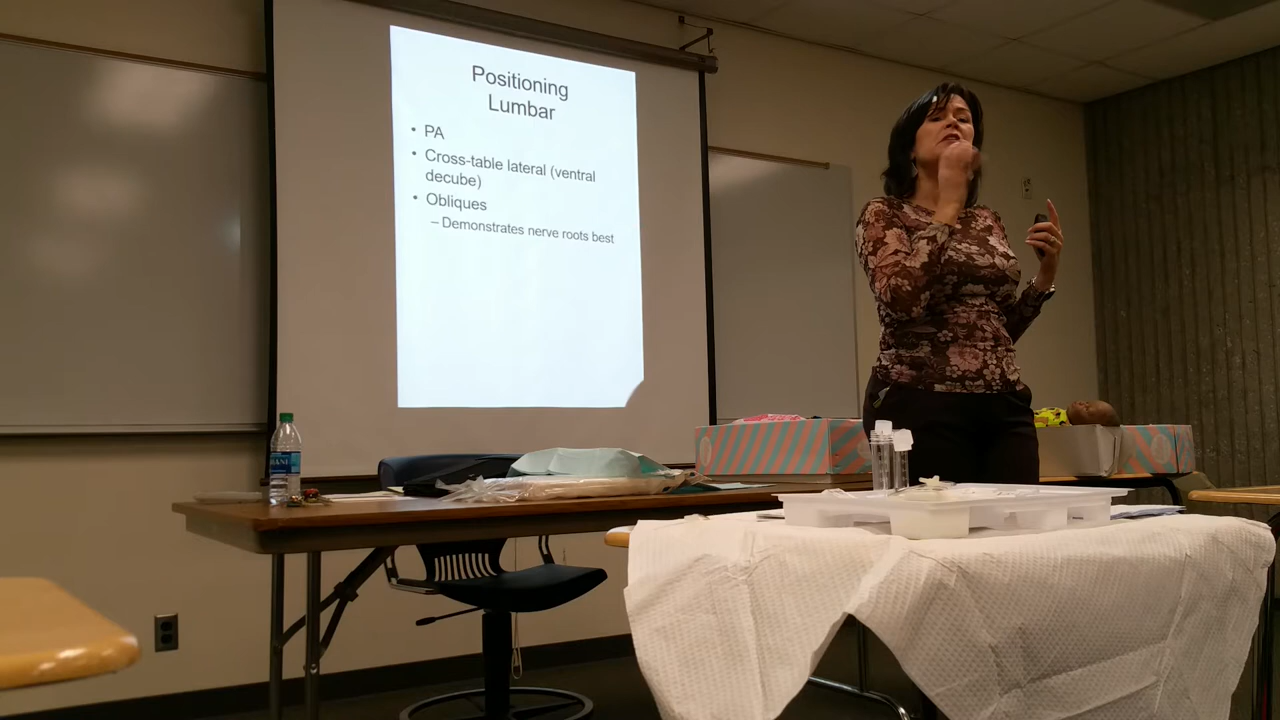 Positioning
Lumbar
• PA
• Cross-table lateral (ventral
decube)
• Obliques
– Demonstrates nerve roots best